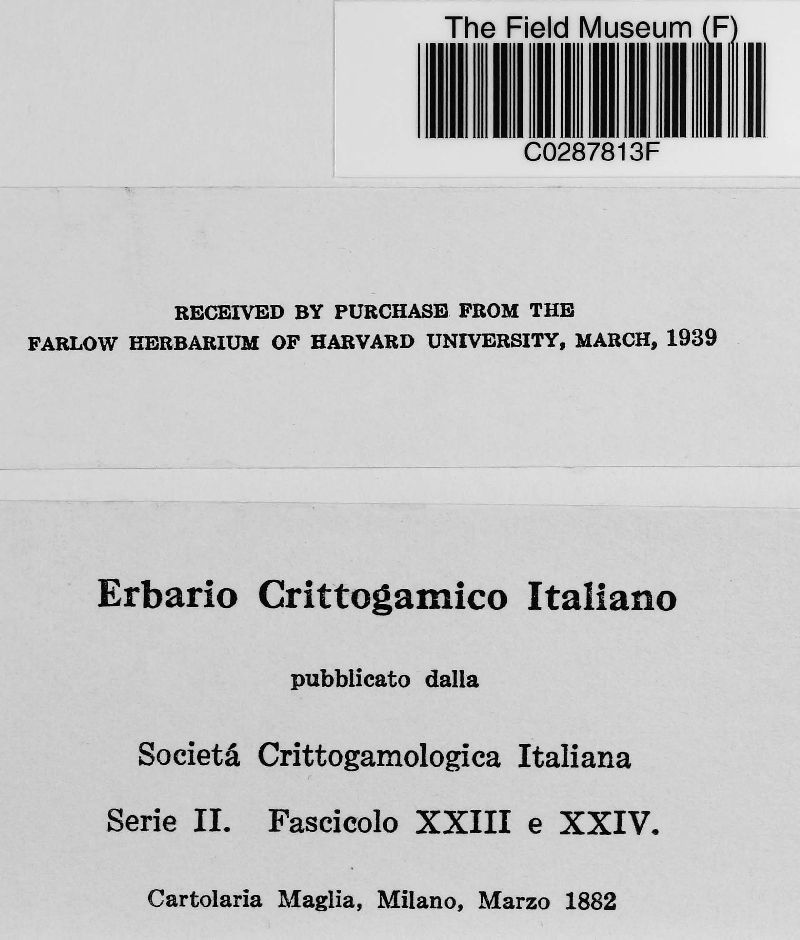 The Field Museum (F)
C0287813F
RECEIVED BY PURCHASE FROM THE
FARLOW HERBARIUM OF HARVARD UNIVERSITY, MARCH, 1939
Erbario Crittogamico Italiano
pubblicato dalla
Societá Crittogamologica Italiana
Serie II. Fascicolo XXIII e XXIV.
Cartolaria Maglia, Milano, Marzo 1882